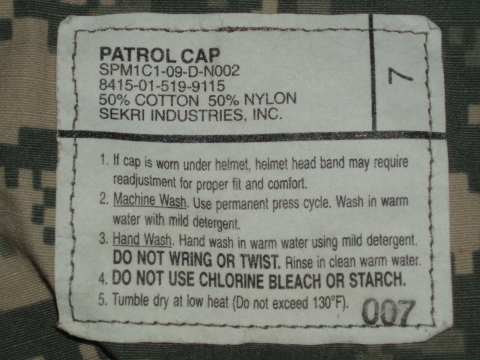 PATROL CAP
SPM1C1-09-D-N002
8415-01-519-9115
50% COTTON 50% NYLON
SEKRI INDUSTRIES, INC.
7
1. If cap is worn under helmet, helmet head band may require
readjustment for proper fit and comfort.
2. Machine Wash. Use permanent press cycle. Wash in warm
water with mild detergent.
3. Hand Wash. Hand wash in warm water using mild detergent.
DO NOT WRING OR TWIST. Rinse in clean warm water.
4. DO NOT USE CHLORINE BLEACH OR STARCH.
5. Tumble dry at low heat (Do not exceed 130°F).
007